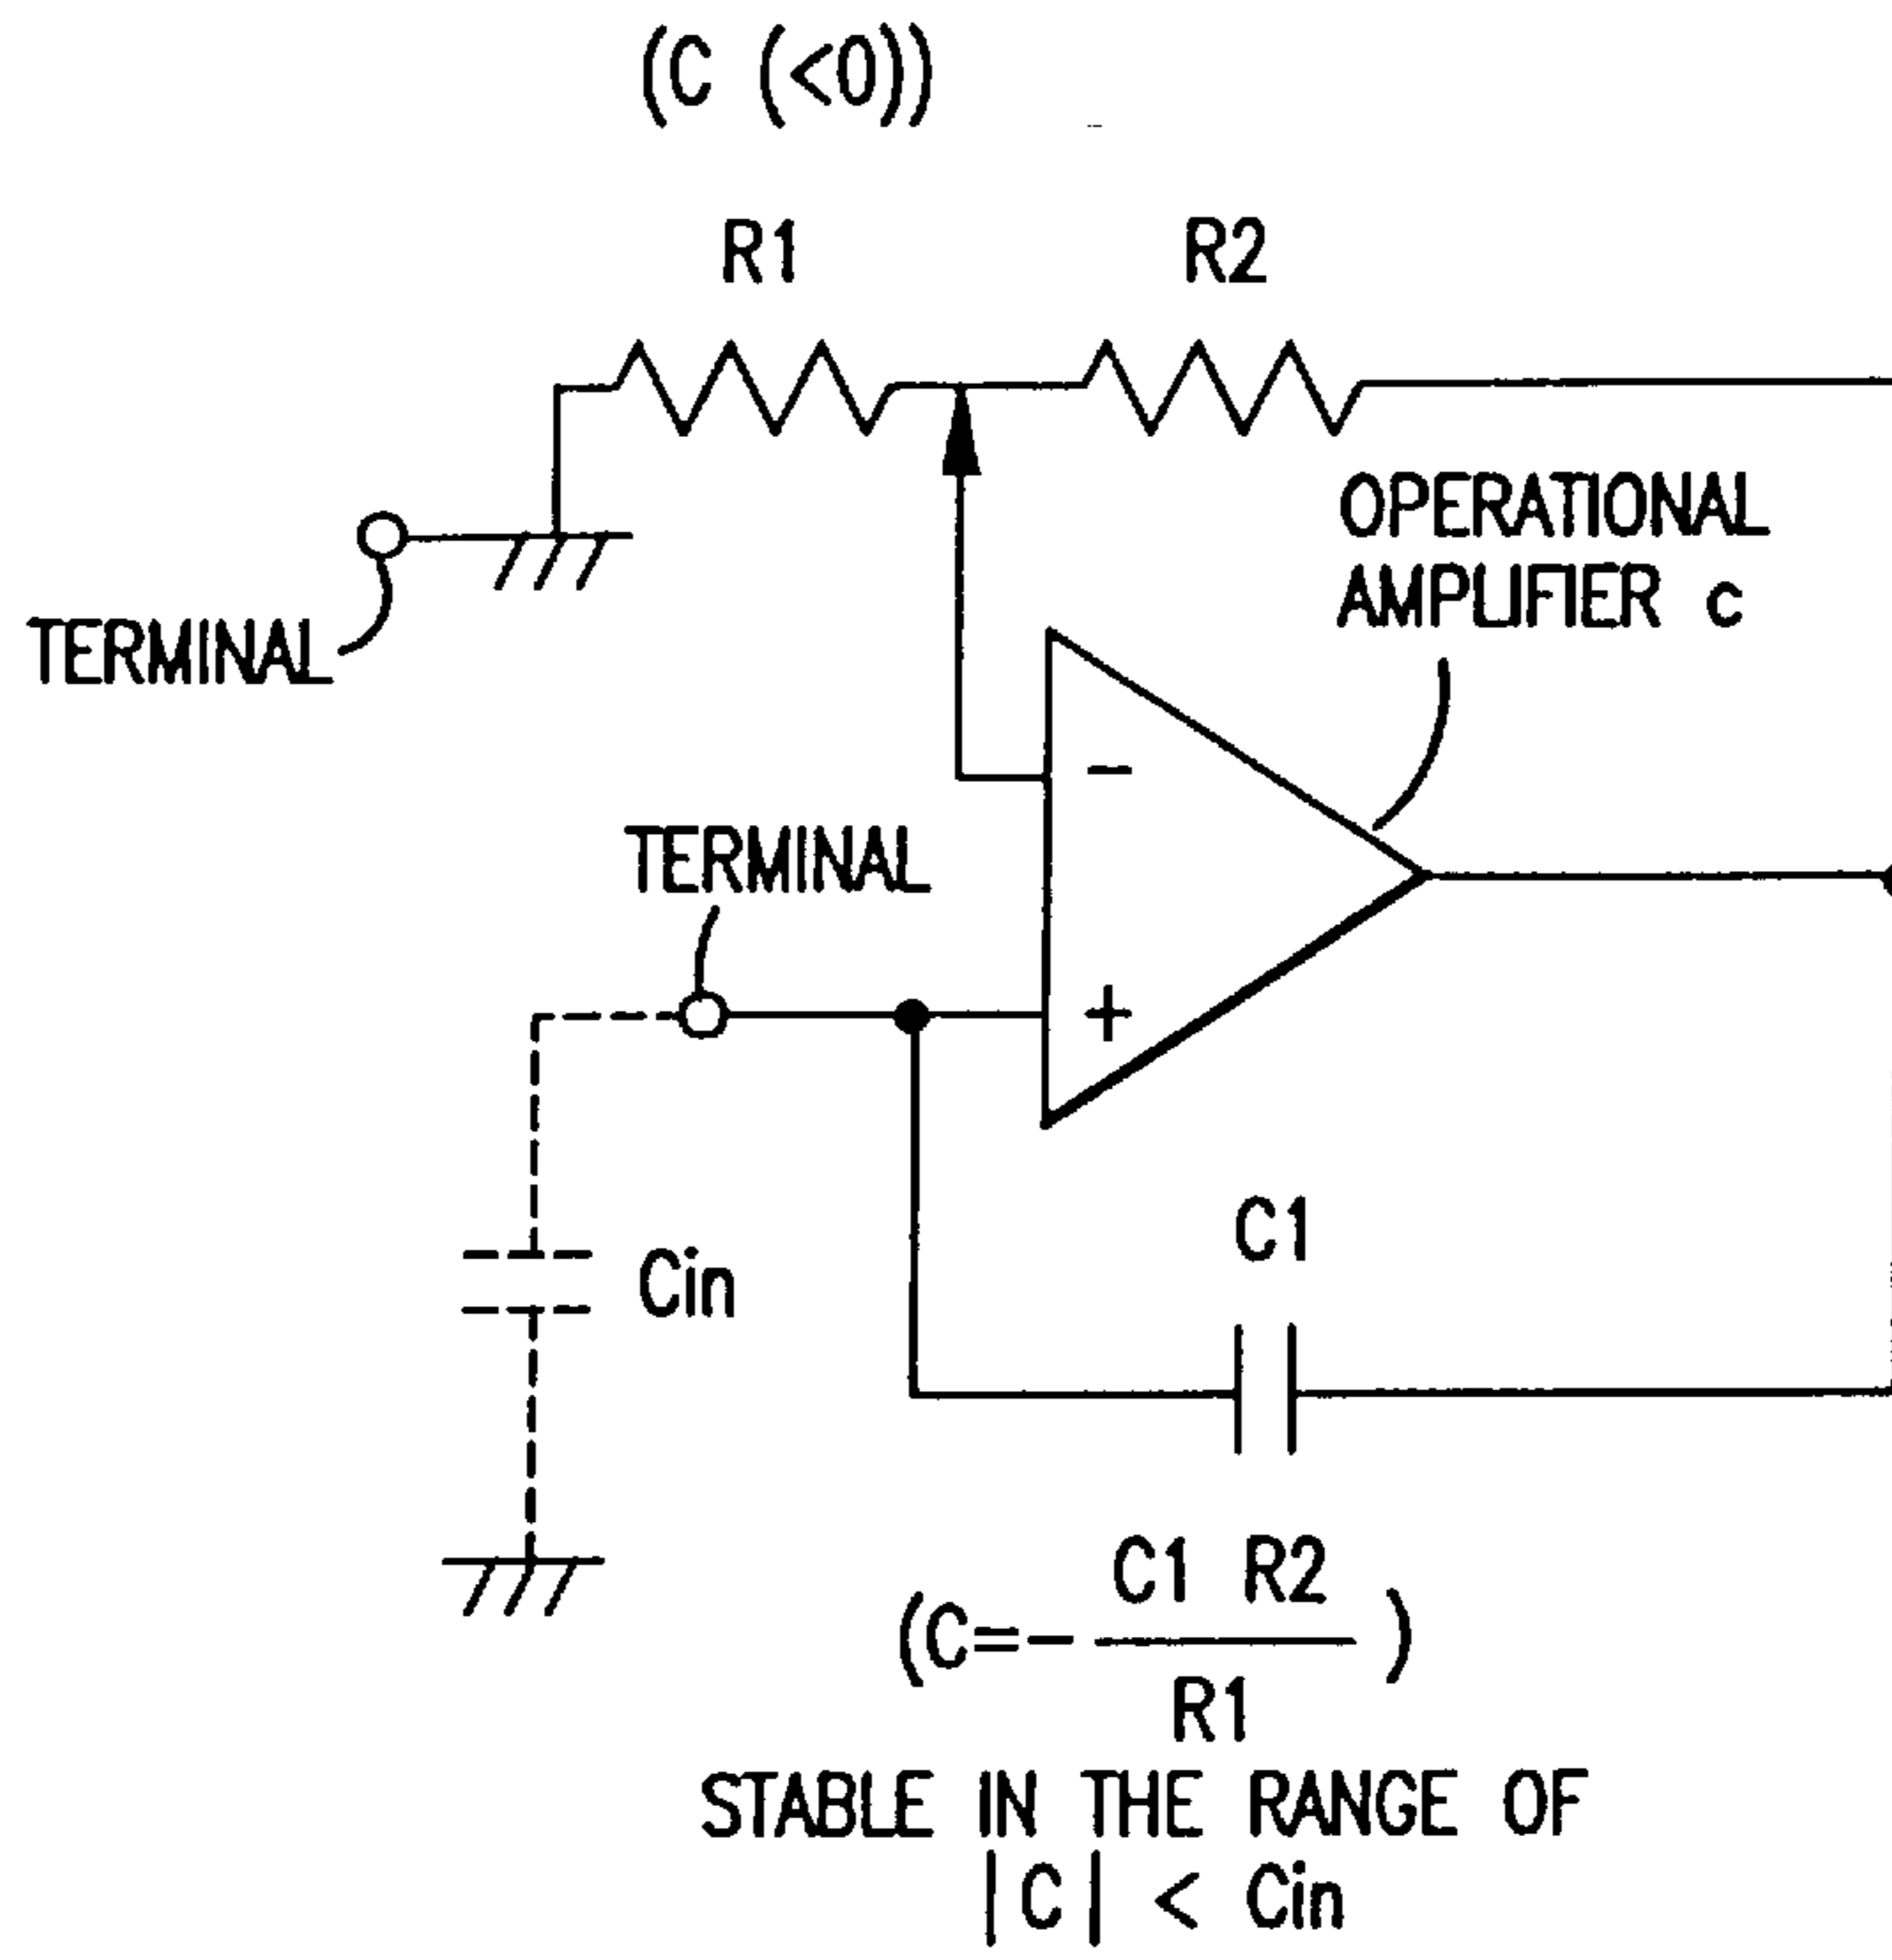 (C (<0))
R1
R2
OPERATIONAL
AMPLIFIER c
TERMINAL
-
TERMINAL
+
C1
Cin
(C=- C1 R2 )
R1
STABLE IN THE RANGE OF
|C| < Cin